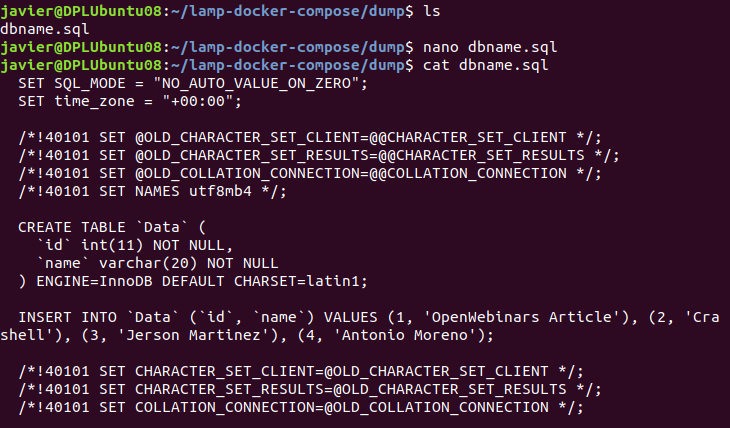 javier@DPLUbuntu08:~/lamp-docker-compose/dump$ ls
dbname.sql
javier@DPLUbuntu08:~/lamp-docker-compose/dump$ nano dbname.sql
javier@DPLUbuntu08:~/lamp-docker-compose/dump$ cat dbname.sql
  SET SQL_MODE = "NO_AUTO_VALUE_ON_ZERO";
  SET time_zone = "+00:00";

  /*!40101 SET @OLD_CHARACTER_SET_CLIENT=@@CHARACTER_SET_CLIENT */;
  /*!40101 SET @OLD_CHARACTER_SET_RESULTS=@@CHARACTER_SET_RESULTS */;
  /*!40101 SET @OLD_COLLATION_CONNECTION=@@COLLATION_CONNECTION */;
  /*!40101 SET NAMES utf8mb4 */;

  CREATE TABLE `Data` (
    `id` int(11) NOT NULL,
    `name` varchar(20) NOT NULL
  ) ENGINE=InnoDB DEFAULT CHARSET=latin1;

  INSERT INTO `Data` (`id`, `name`) VALUES (1, 'OpenWebinars Article'), (2, 'Cra
shell'), (3, 'Jerson Martinez'), (4, 'Antonio Moreno');

  /*!40101 SET CHARACTER_SET_CLIENT=@OLD_CHARACTER_SET_CLIENT */;
  /*!40101 SET CHARACTER_SET_RESULTS=@OLD_CHARACTER_SET_RESULTS */;
  /*!40101 SET COLLATION_CONNECTION=@OLD_COLLATION_CONNECTION */;